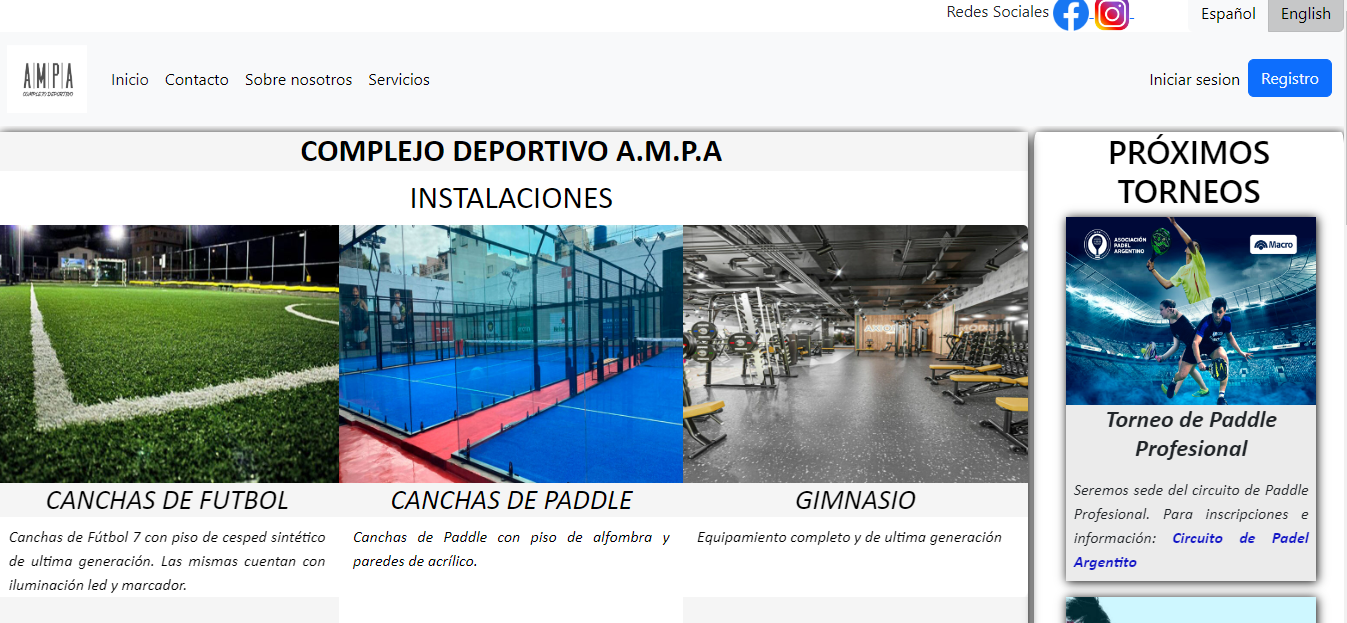 Redes Sociales
Español
English
A|M|P|A
COMPLEJO DEPORTIVO
Inicio
Contacto
Sobre nosotros
Servicios
Iniciar sesion
Registro
COMPLEJO DEPORTIVO A.M.P.A
INSTALACIONES
CANCHAS DE FUTBOL
Canchas de Fútbol 7 con piso de cesped sintético
de ultima generación. Las mismas cuentan con
iluminación led y marcador.
CANCHAS DE PADDLE
Canchas de Paddle con piso de alfombra y
paredes de acrílico.
GIMNASIO
Equipamiento completo y de ultima generación
PRÓXIMOS
TORNEOS
ASOCIACIÓN
PADEL
ARGENTINO
Macro
Torneo de Paddle
Profesional
Seremos sede del circuito de Paddle
Profesional. Para inscripciones e
información: Circuito de Padel
Argentito